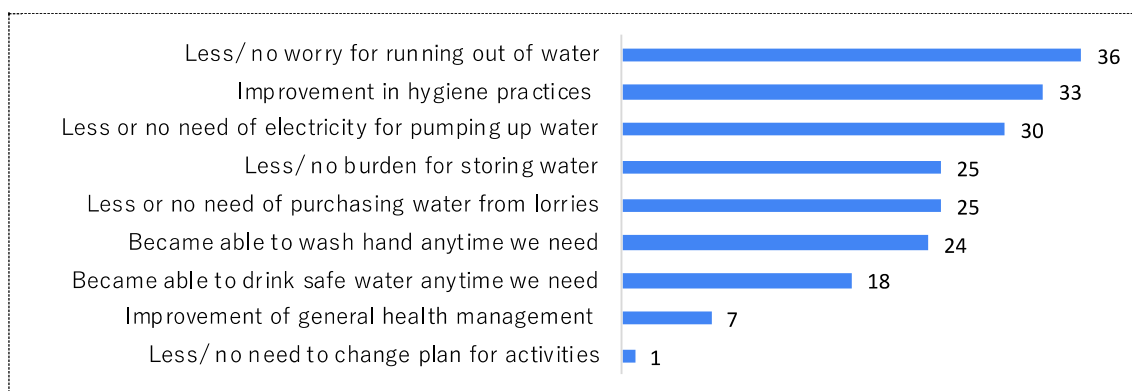 Less/ no worry for running out of water 36
Improvement in hygiene practices 33
Less or no need of electricity for pumping up water 30
Less/ no burden for storing water 25
Less or no need of purchasing water from lorries 25
Became able to wash hand anytime we need 24
Became able to drink safe water anytime we need 18
Improvement of general health management 7
Less/ no need to change plan for activities 1